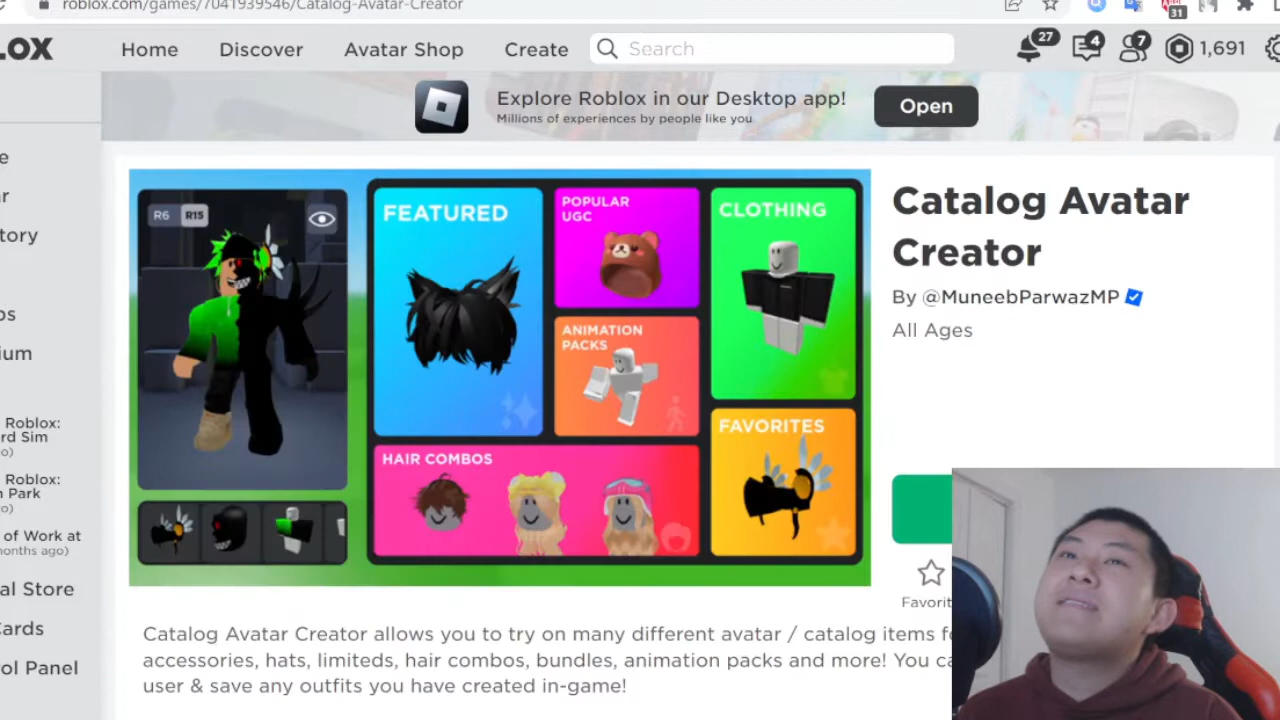 roblox.com/games/7041939546/Catalog-Avatar-Creator
31
LOX
Home
Discover
Avatar Shop
Create
Search
27
4
7
1,691
Explore Roblox in our Desktop app!
Millions of experiences by people like you
Open
e
r
tory
os
ium
Roblox:
rd Sim
o)
Roblox:
n Park
o)
of Work at
months ago)
al Store
Cards
ol Panel
R6
R15
FEATURED
POPULAR
UGC
CLOTHING
ANIMATION
PACKS
HAIR COMBOS
FAVORITES
Catalog Avatar
Creator
By @MuneebParwazMP
All Ages
Favorit
Catalog Avatar Creator allows you to try on many different avatar / catalog items f
accessories, hats, limiteds, hair combos, bundles, animation packs and more! You ca
user & save any outfits you have created in-game!